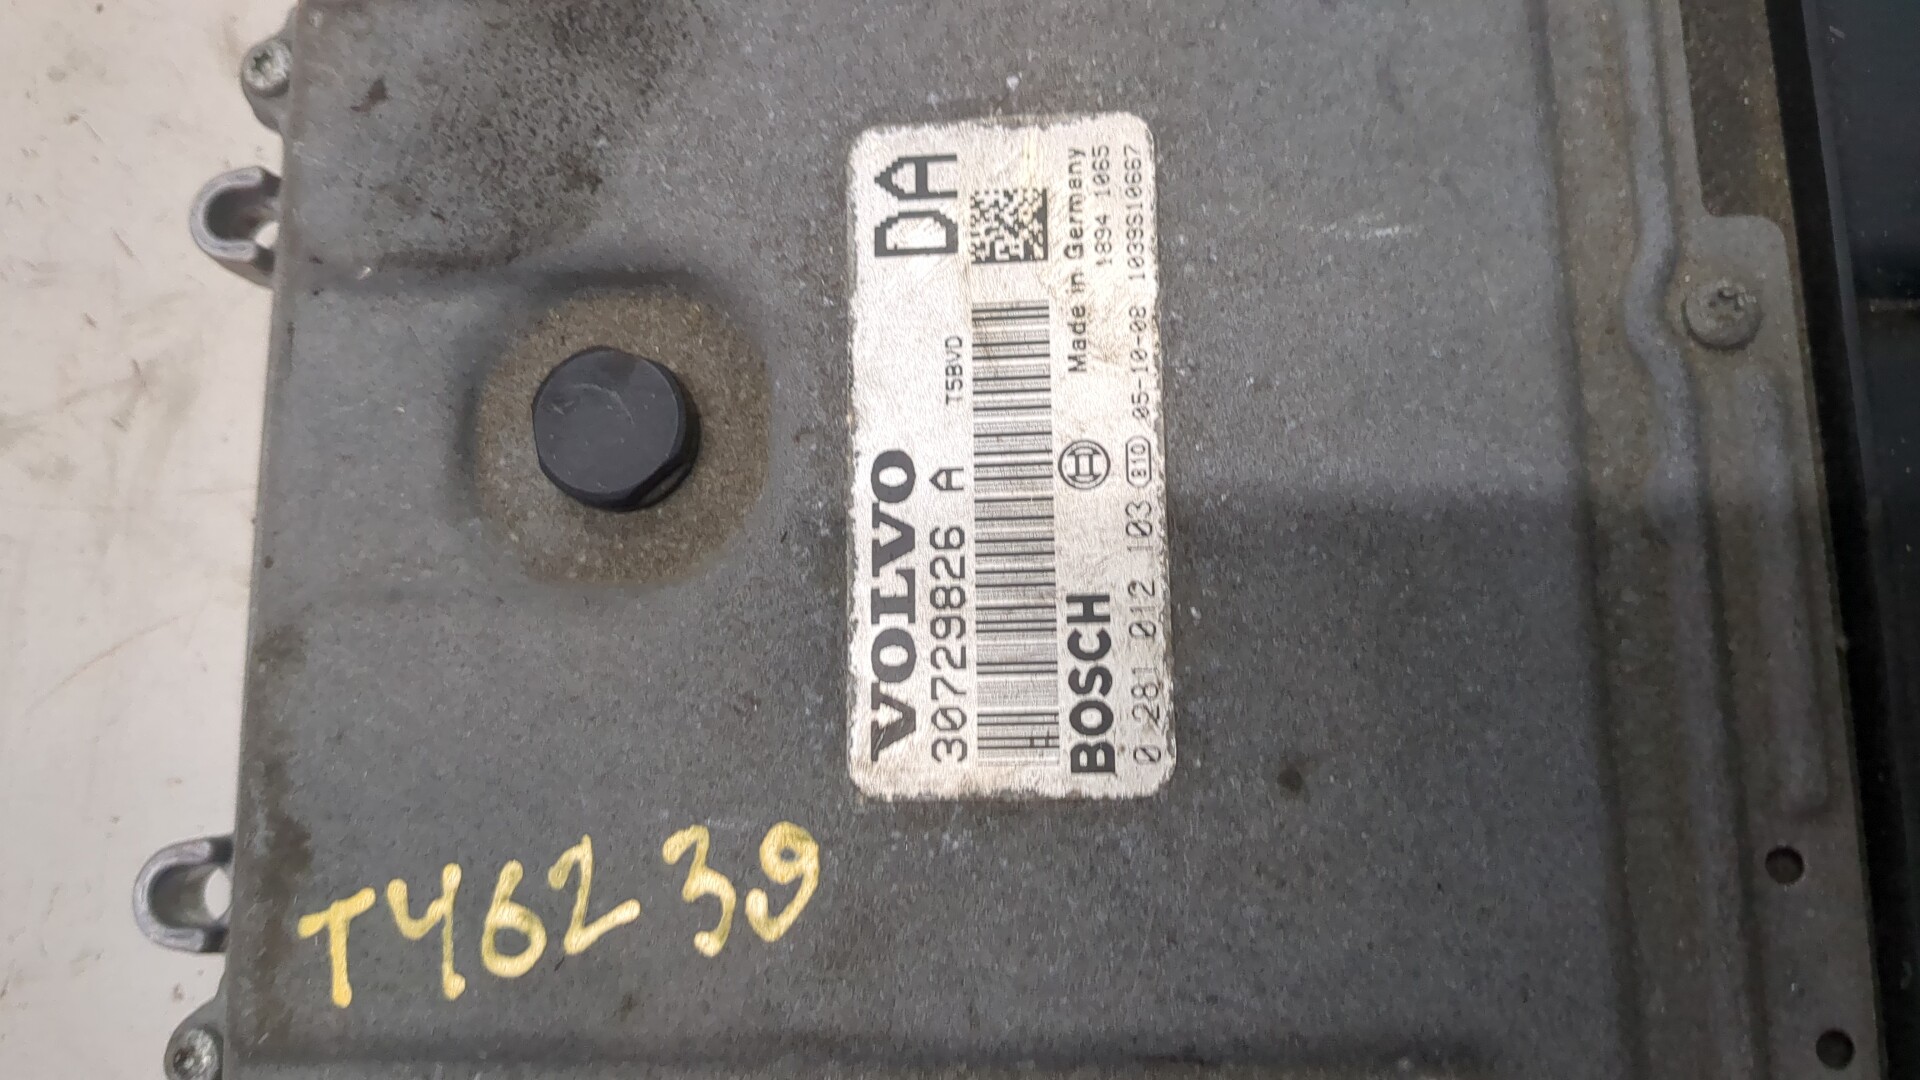 VOLVO
DA
30729826 A
T5BVD
H
BOSCH
Made in Germany
1894 1065
0 281 012 103 810 05-10-08 1039S10667
T46239